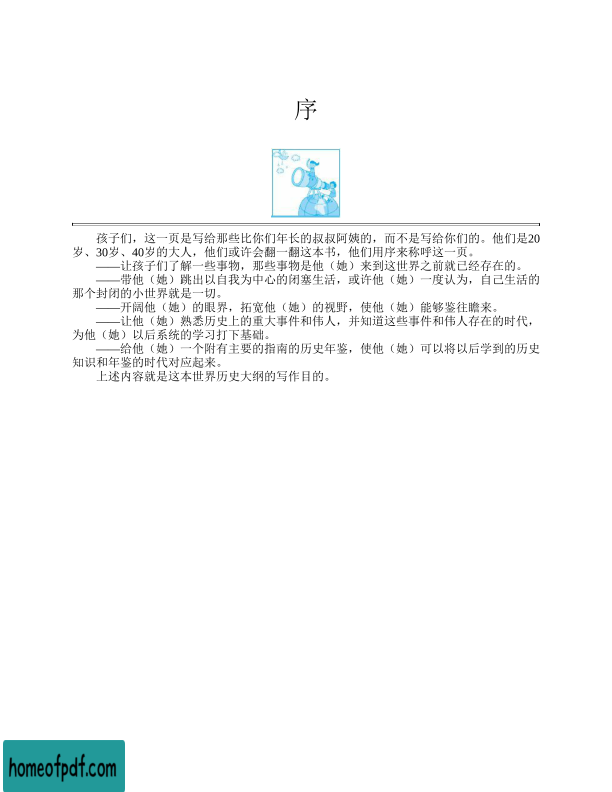 序
孩子们，这一页是写给那些比你们年长的叔叔阿姨的，而不是写给你们的。他们是20
岁、30岁、40岁的大人，他们或许会翻一翻这本书，他们用序来称呼这一页。
——让孩子们了解一些事物，那些事物是他（她）来到这世界之前就已经存在的。
——带他（她）跳出以自我为中心的闭塞生活，或许他（她）一度认为，自己生活的
那个封闭的小世界就是一切。
——开阔他（她）的眼界，拓宽他（她）的视野，使他（她）能够鉴往瞻来。
——让他（她）熟悉历史上的重大事件和伟人，并知道这些事件和伟人存在的时代，
为他（她）以后系统的学习打下基础。
——给他（她）一个附有主要的指南的历史年鉴，使他（她）可以将以后学到的历史
知识和年鉴的时代对应起来。
上述内容就是这本世界历史大纲的写作目的。
homeofpdf.com